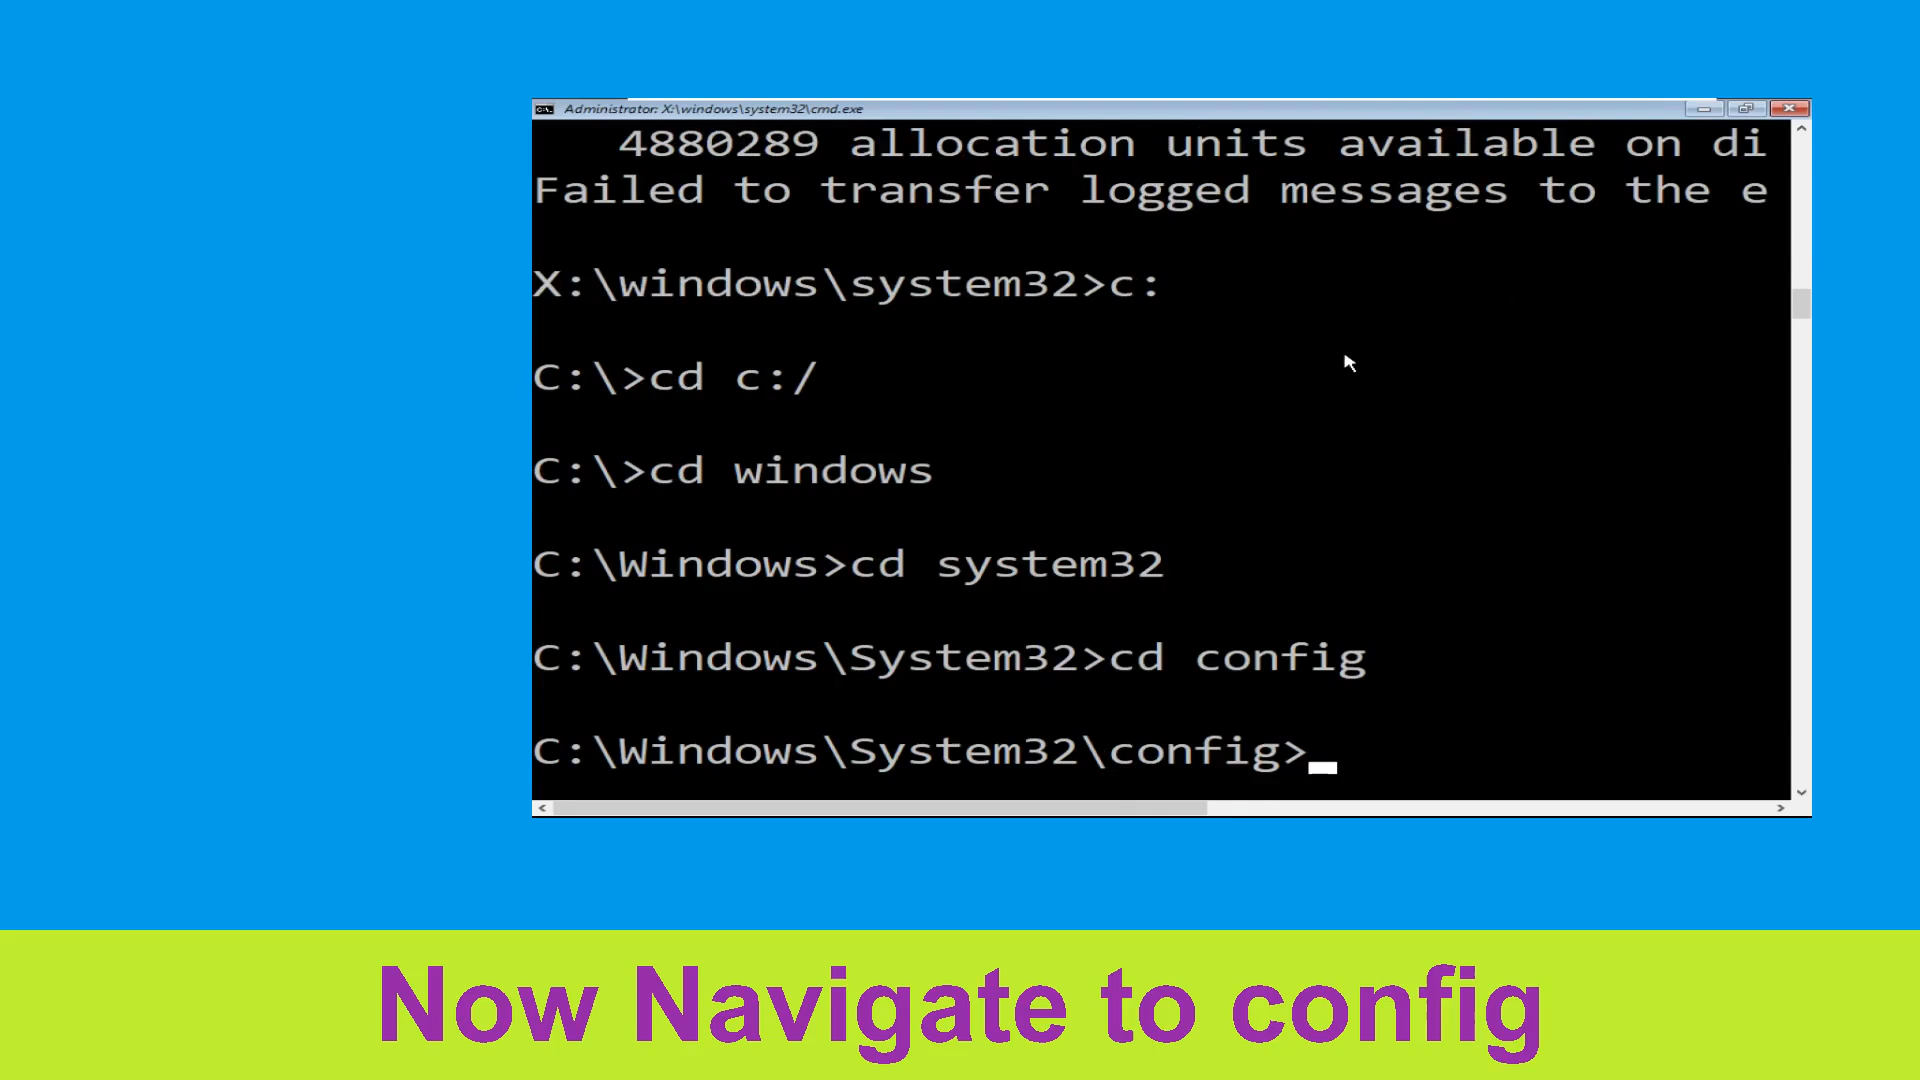 Administrator: X:\windows\system32\cmd.exe
4880289 allocation units available on di
Failed to transfer logged messages to the e
X:\windows\system32>c:
C:\>cd c:/
C:\>cd windows
C:\Windows>cd system32
C:\Windows\System32>cd config
C:\Windows\System32\config>
Now Navigate to config